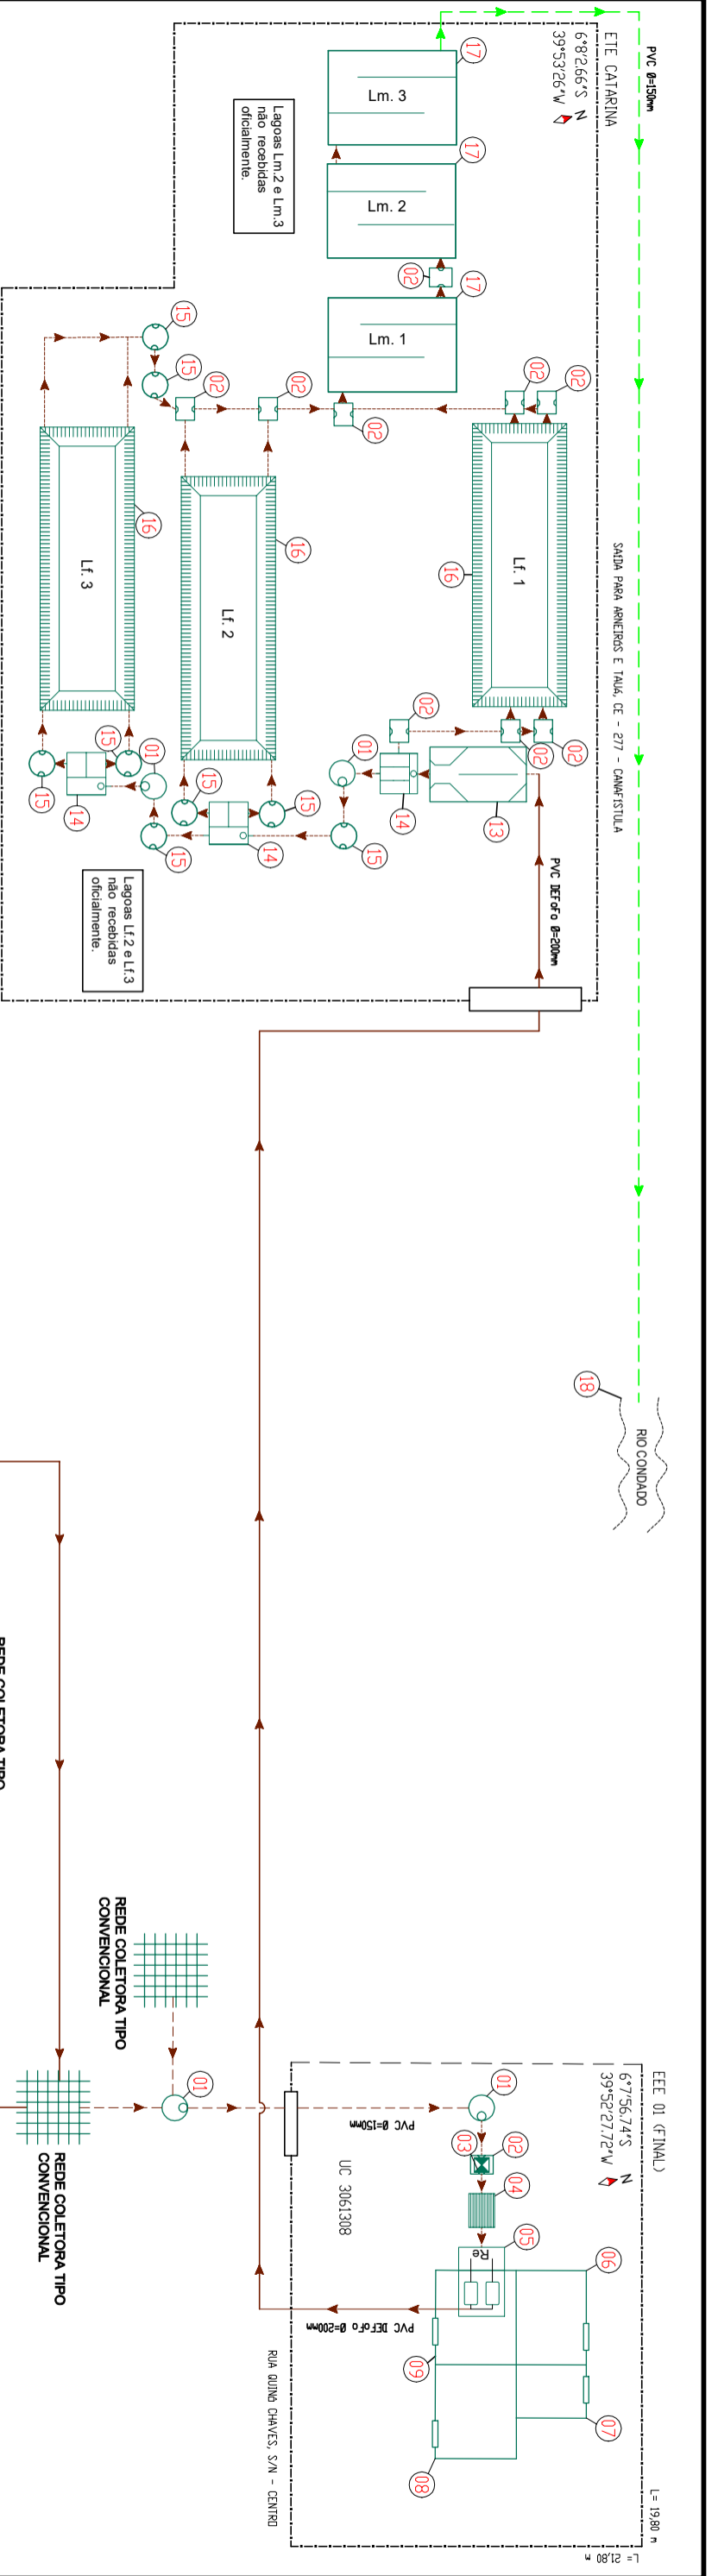 PVC Ø=150mm
ETE CATARINA
6°8'2.66"S
39°53'26"W
N
17
Lm. 3
17
Lm. 2
Lagoas Lm.2 e Lm.3
não recebidas
oficialmente.
02
17
Lm. 1
02
15
15
02
02
02
02
SAÍDA PARA ARNEIRÓS E TAUÁ, CE - 277 - CANAFISTULA
Lf. 1
16
16
Lf. 2
16
Lf. 3
02
02
02
01
14
13
15
15
15
14
01
15
15
15
14
Lagoas Lf.2 e Lf.3
não recebidas
oficialmente.
PVC DEFoFo Ø=200mm
18
RIO CONDADO
REDE COLETORA TIPO
REDE COLETORA TIPO
CONVENCIONAL
01
REDE COLETORA TIPO
CONVENCIONAL
EEE 01 (FINAL)
6°7'56.74"S
39°52'27.72"W
N
01
PVC Ø=150mm
02
03
04
UC 3061308
05
Re
06
07
08
09
PVC DEFoFo Ø=200mm
RUA QUINÓ CHAVES, S/N - CENTRO
L= 19,80 m
L= 21,80 m